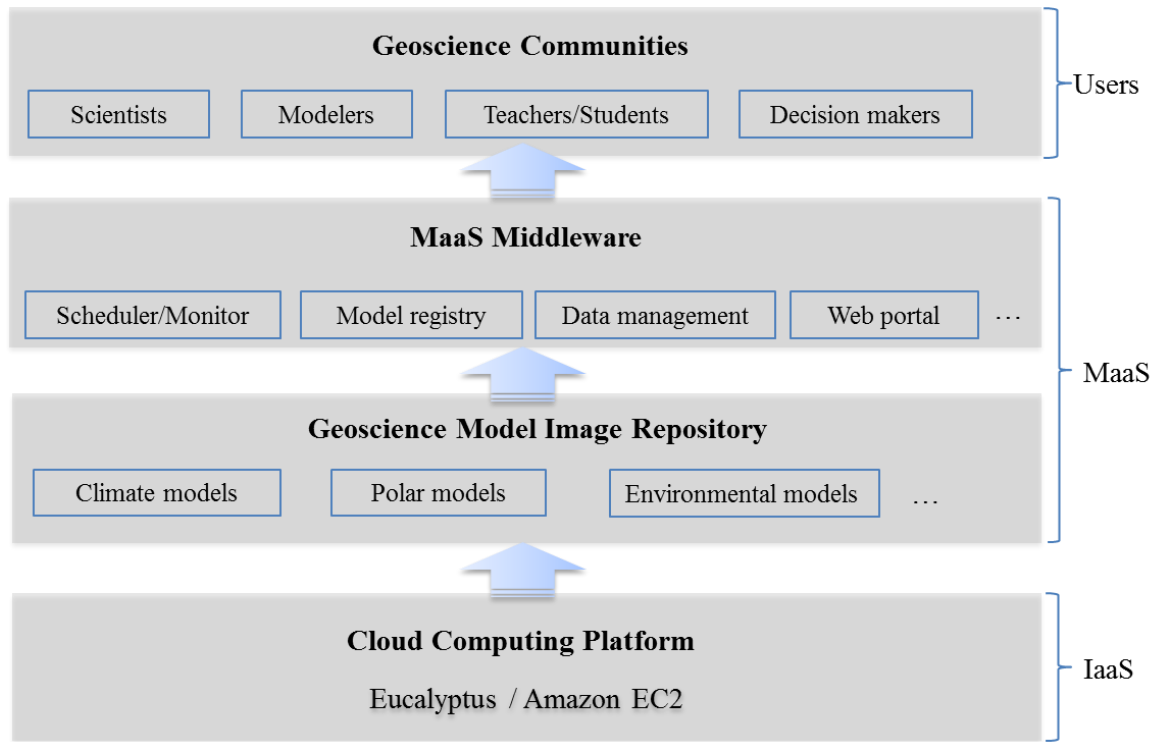 Geoscience Communities
Users
Scientists
Modelers
Teachers/Students
Decision makers
MaaS Middleware
Scheduler/Monitor
Model registry
Data management
Web portal
...
MaaS
Geoscience Model Image Repository
Climate models
Polar models
Environmental models
...
Cloud Computing Platform
IaaS
Eucalyptus / Amazon EC2